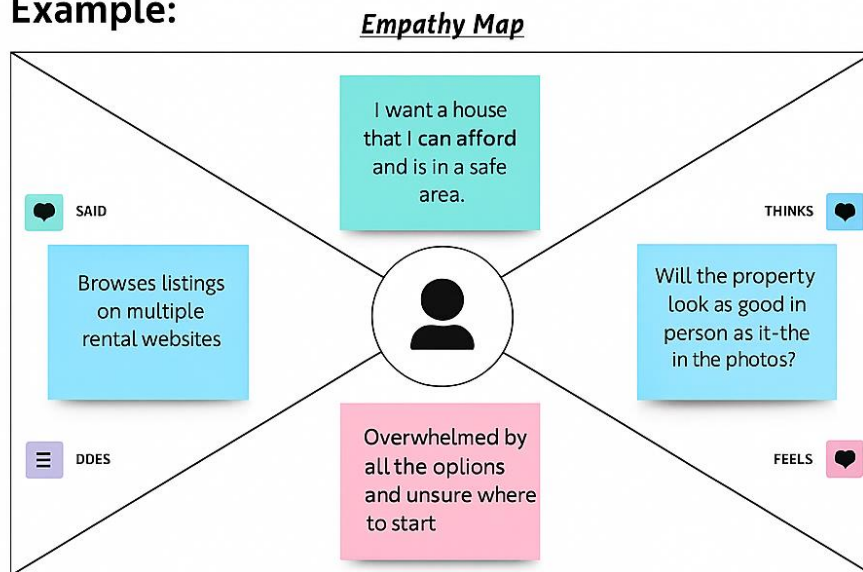 Example:
Empathy Map
I want a house
that I can afford
and is in a safe
area.
SAID
THINKS
Browses listings
on multiple
rental websites
Will the property
look as good in
person as it-the
in the photos?
Overwhelmed by
all the oplions
and unsure where
to start
DDES
FEELS